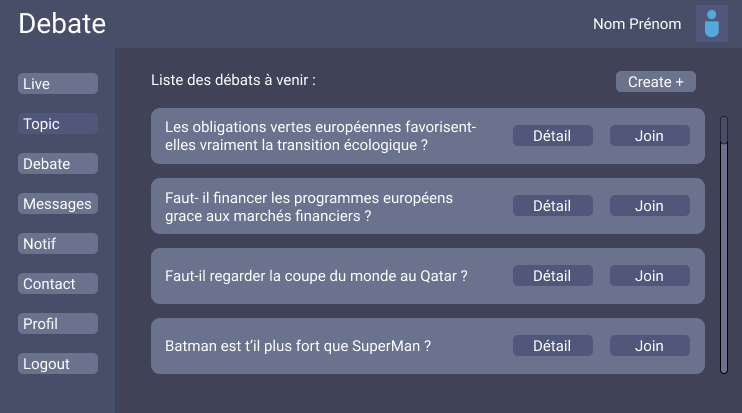 Debate
Nom Prénom
Live
Topic
Debate
Messages
Notif
Contact
Profil
Logout
Liste des débats à venir :
Create +
Les obligations vertes européennes favorisent-
elles vraiment la transition écologique ?
Détail
Join
Faut- il financer les programmes européens
grace aux marchés financiers ?
Détail
Join
Faut-il regarder la coupe du monde au Qatar ?
Détail
Join
Batman est t’il plus fort que SuperMan ?
Détail
Join